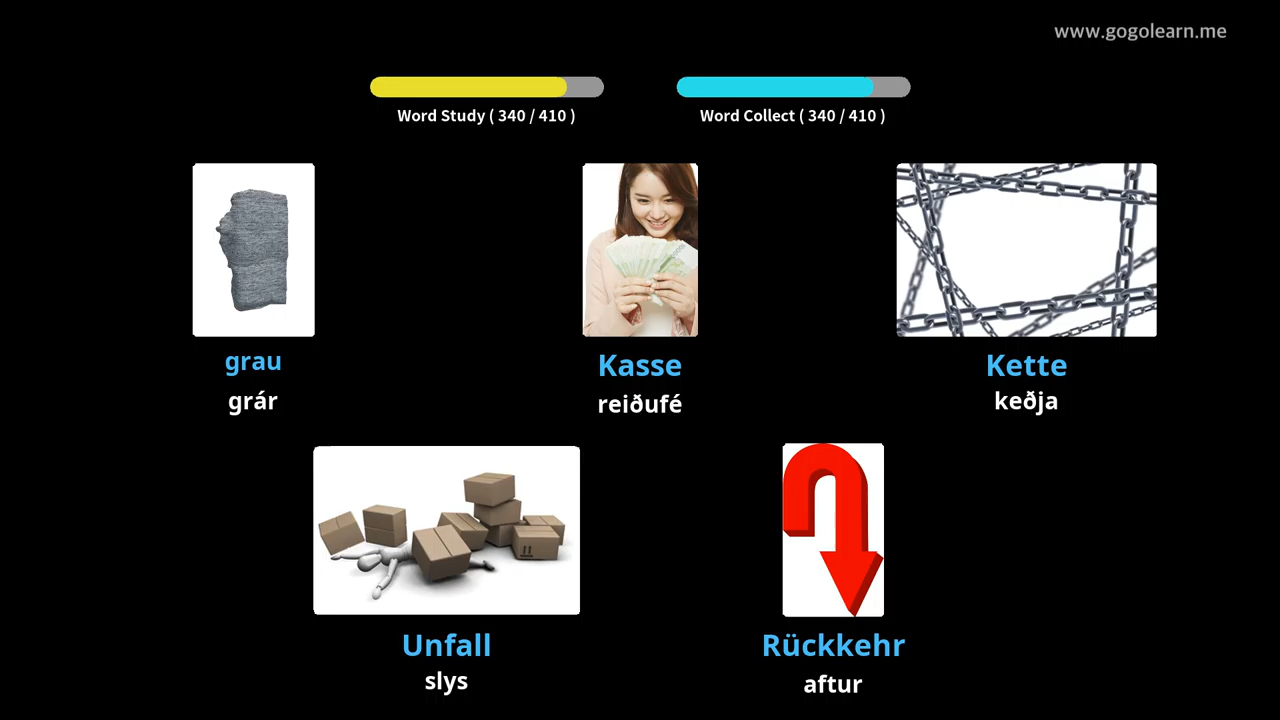 www.gogolearn.me
Word Study ( 340 / 410 )
Word Collect ( 340 / 410 )
grau
grár
Kasse
reiðufé
Kette
keðja
Unfall
slys
Rückkehr
aftur